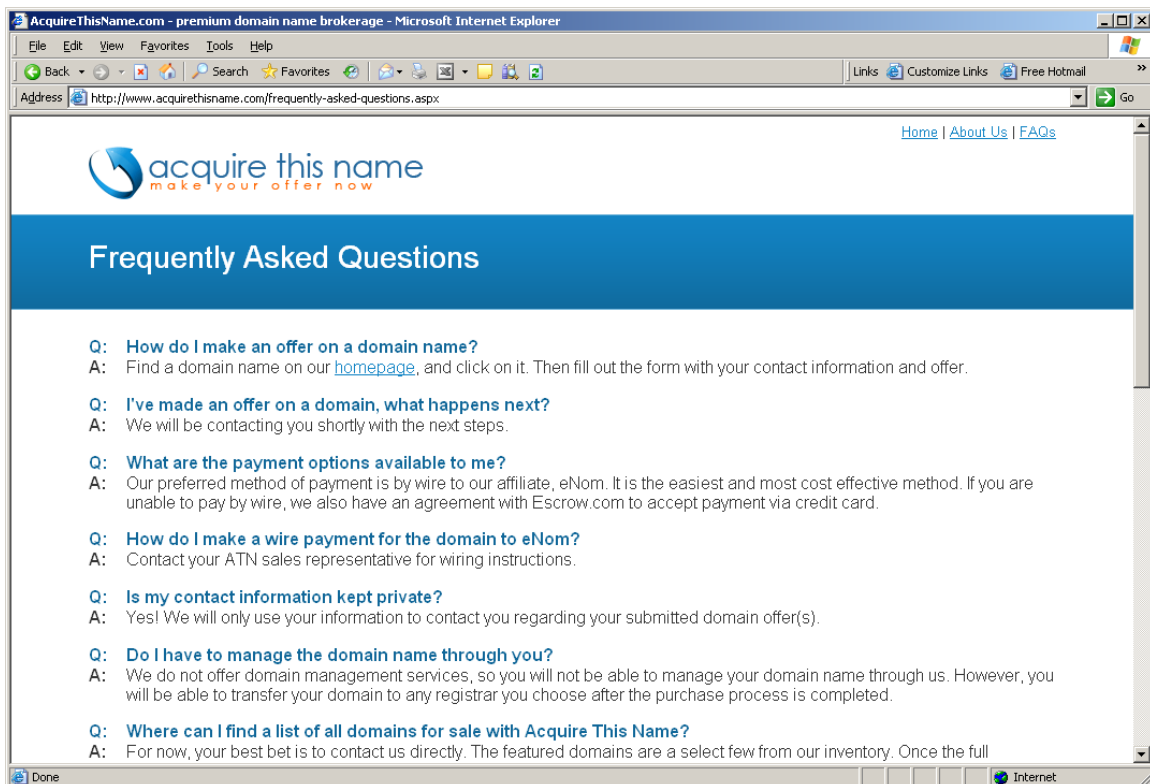 AcquireThisName.com - premium domain name brokerage - Microsoft Internet Explorer
File Edit View Favorites Tools Help
Back Search Favorites Links Customize Links Free Hotmail »
Address http://www.acquirethisname.com/frequently-asked-questions.aspx Go
Home | About Us | FAQs
acquire this name
make your offer now
Frequently Asked Questions
Q: How do I make an offer on a domain name?
A: Find a domain name on our homepage, and click on it. Then fill out the form with your contact information and offer.
Q: I've made an offer on a domain, what happens next?
A: We will be contacting you shortly with the next steps.
Q: What are the payment options available to me?
A: Our preferred method of payment is by wire to our affiliate, eNom. It is the easiest and most cost effective method. If you are
unable to pay by wire, we also have an agreement with Escrow.com to accept payment via credit card.
Q: How do I make a wire payment for the domain to eNom?
A: Contact your ATN sales representative for wiring instructions.
Q: Is my contact information kept private?
A: Yes! We will only use your information to contact you regarding your submitted domain offer(s).
Q: Do I have to manage the domain name through you?
A: We do not offer domain management services, so you will not be able to manage your domain name through us. However, you
will be able to transfer your domain to any registrar you choose after the purchase process is completed.
Q: Where can I find a list of all domains for sale with Acquire This Name?
A: For now, your best bet is to contact us directly. The featured domains are a select few from our inventory. Once the full
Done Internet